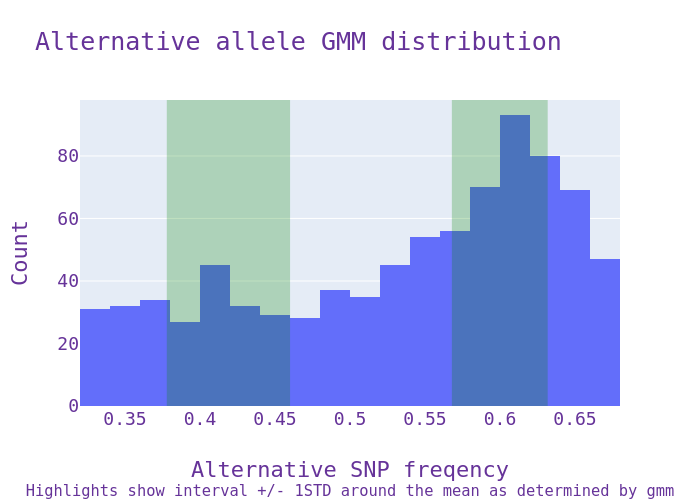 Alternative allele GMM distribution
Count
80
60
40
20
0
0.35 0.4 0.45 0.5 0.55 0.6 0.65
Alternative SNP freqency
Highlights show interval +/- 1STD around the mean as determined by gmm